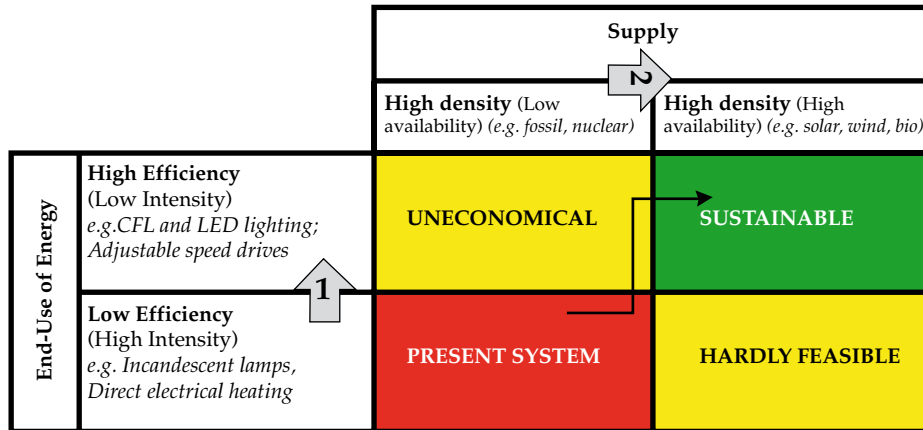 Supply
2
High density (Low
availability) (e.g. fossil, nuclear)
High density (High
availability) (e.g. solar, wind, bio)
End-Use of Energy
High Efficiency
(Low Intensity)
e.g.CFL and LED lighting;
Adjustable speed drives
UNECONOMICAL
SUSTAINABLE
1
Low Efficiency
(High Intensity)
e.g. Incandescent lamps,
Direct electrical heating
PRESENT SYSTEM
HARDLY FEASIBLE